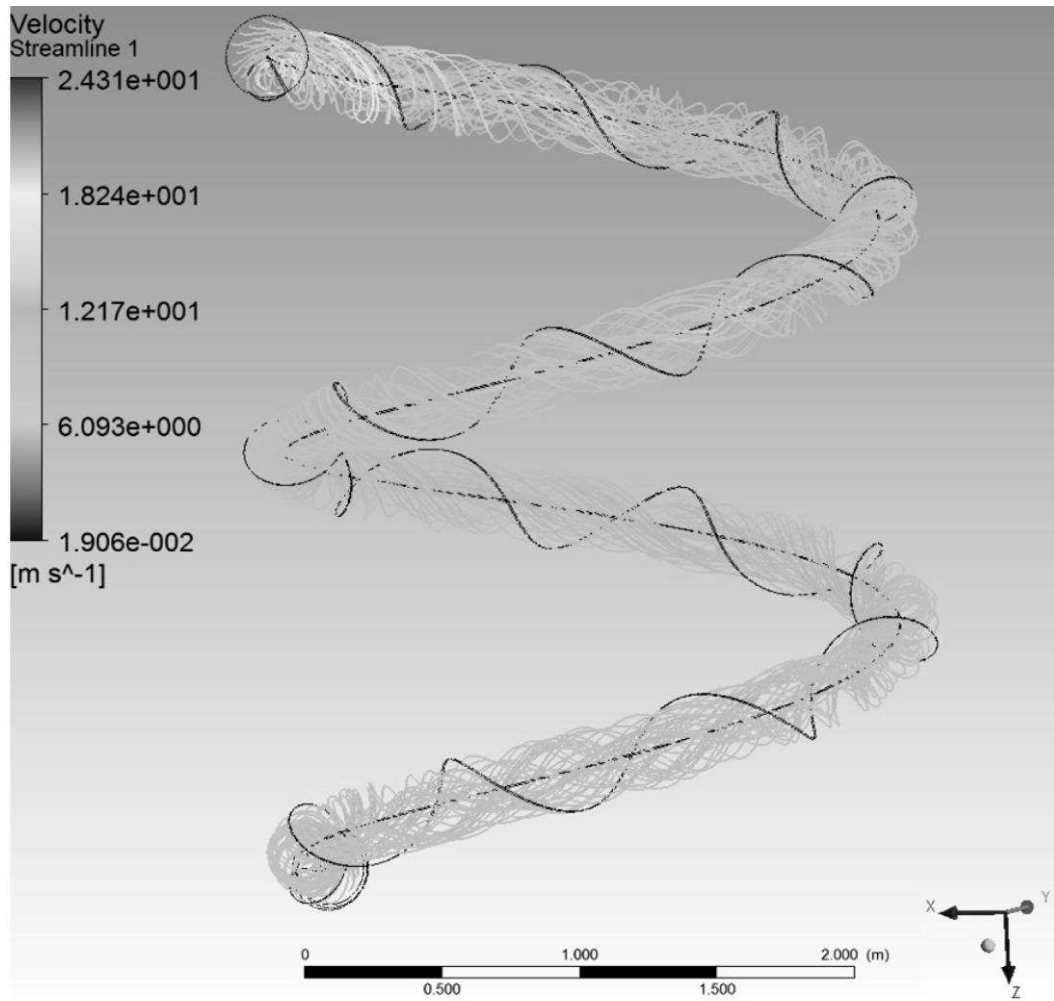 Velocity
Streamline 1
2.431e+001
1.824e+001
1.217e+001
6.093e+000
1.906e-002
[m s^-1]
X
Y
Z
0 1.000 2.000 (m)
0.500 1.500